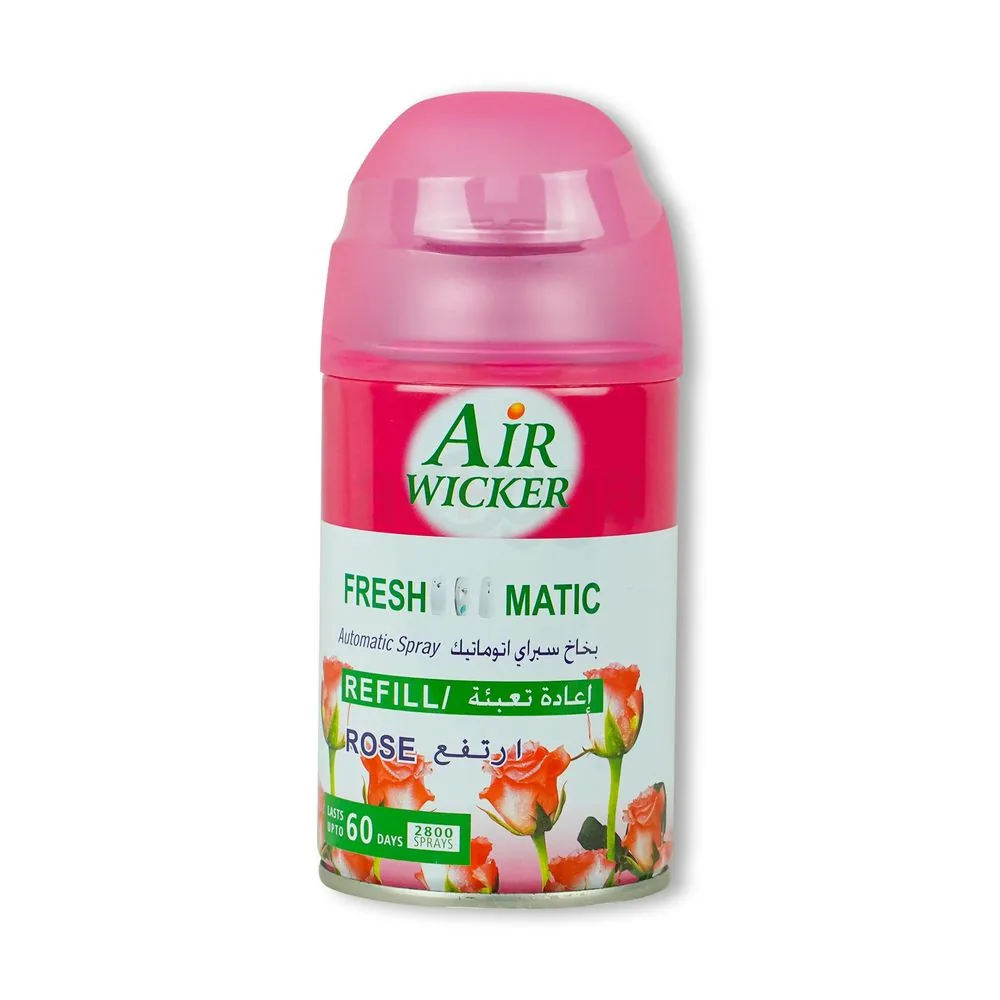 AIR
WICKER
FRESH MATIC
Automatic Spray بخاخ سبراي اتوماتيك
REFILL/ إعادة تعبئة
ROSE ارتفع
LASTS UPTO 60 DAYS 2800 SPRAYS